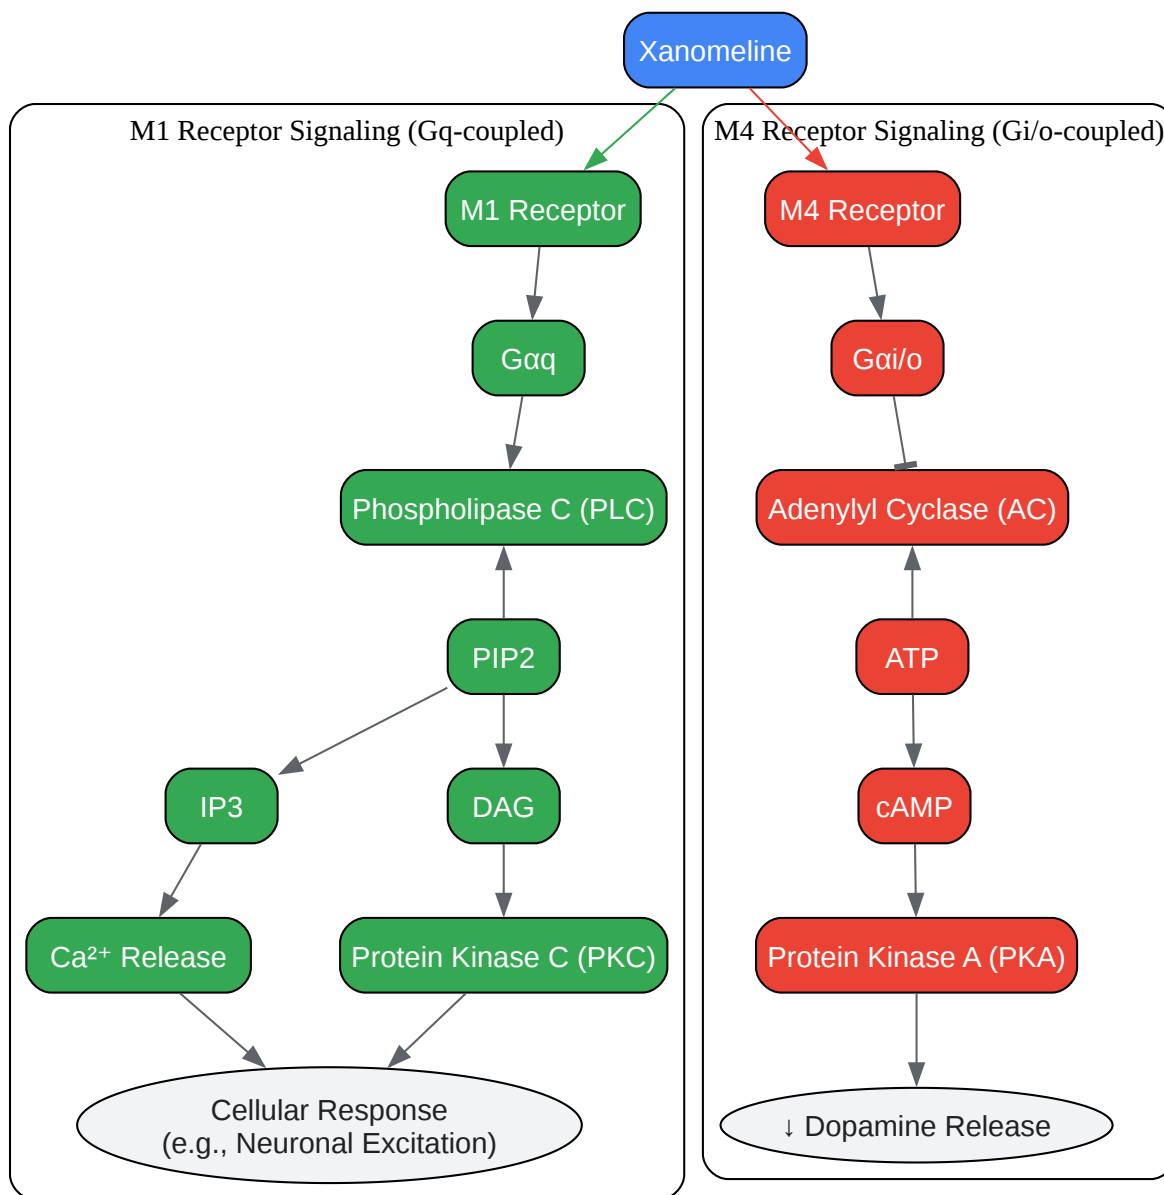 Xanomeline
M1 Receptor Signaling (Gq-coupled)
M4 Receptor Signaling (Gi/o-coupled)
M1 Receptor
M4 Receptor
Gαq
Gαi/o
Phospholipase C (PLC)
Adenylyl Cyclase (AC)
PIP2
ATP
IP3
DAG
cAMP
Ca²⁺ Release
Protein Kinase C (PKC)
Protein Kinase A (PKA)
Cellular Response
(e.g., Neuronal Excitation)
↓ Dopamine Release